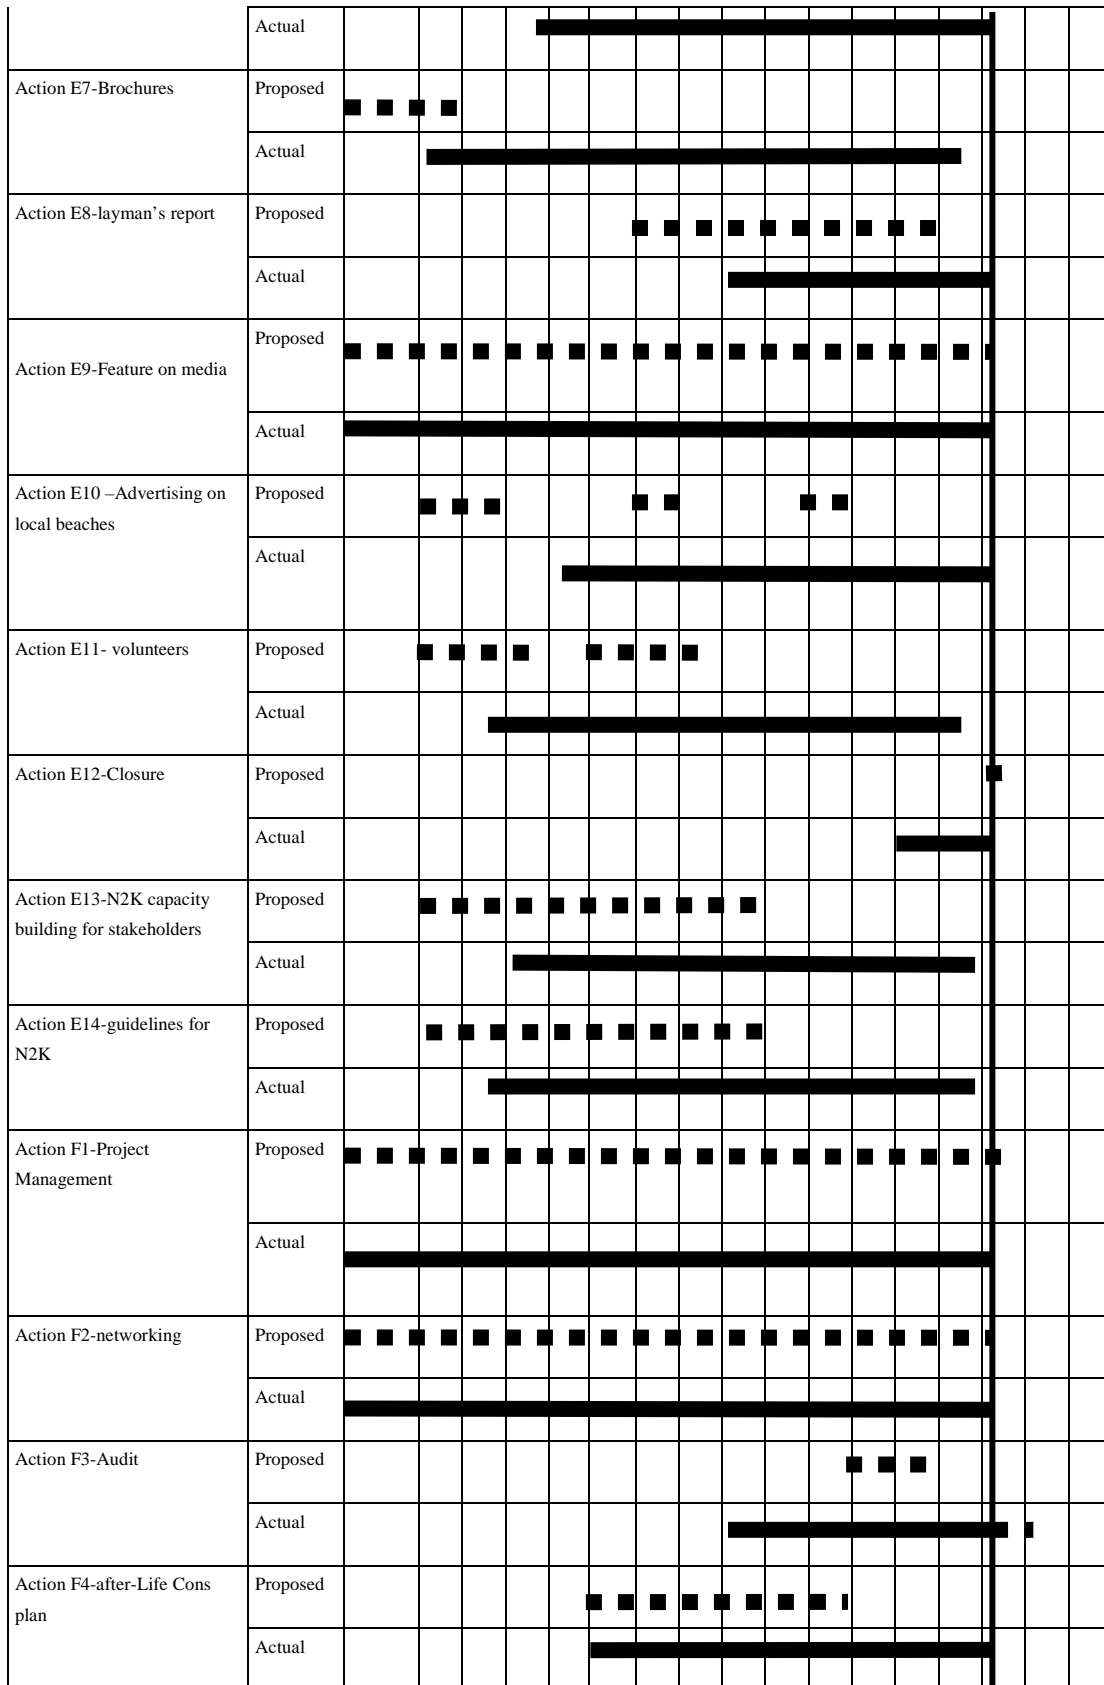 Actual
Action E7-Brochures
Proposed
Actual
Action E8-layman’s report
Proposed
Actual
Action E9-Feature on media
Proposed
Actual
Action E10 –Advertising on
local beaches
Proposed
Actual
Action E11- volunteers
Proposed
Actual
Action E12-Closure
Proposed
Actual
Action E13-N2K capacity
building for stakeholders
Proposed
Actual
Action E14-guidelines for
N2K
Proposed
Actual
Action F1-Project
Management
Proposed
Actual
Action F2-networking
Proposed
Actual
Action F3-Audit
Proposed
Actual
Action F4-after-Life Cons
plan
Proposed
Actual